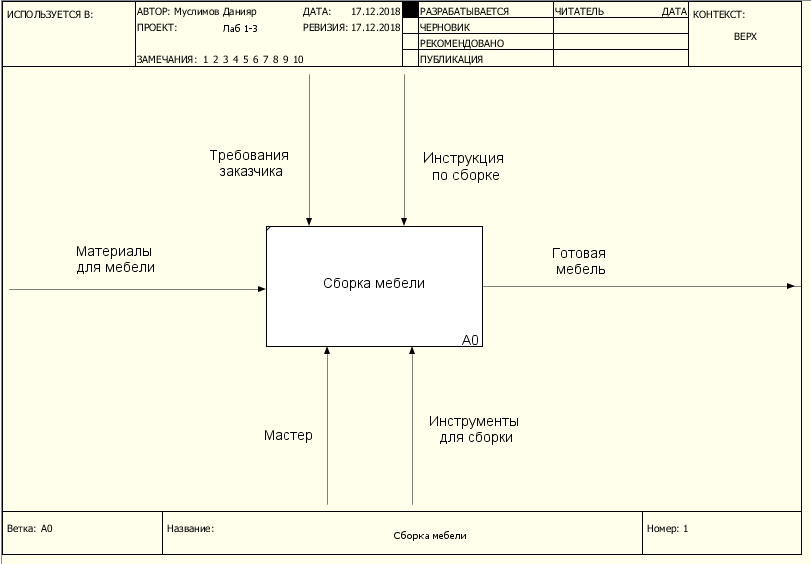 ИСПОЛЬЗУЕТСЯ В:
АВТОР: Муслимов Данияр
ДАТА: 17.12.2018
РАЗРАБАТЫВАЕТСЯ
ЧИТАТЕЛЬ
ДАТА
КОНТЕКСТ:
ПРОЕКТ: Лаб 1-3
РЕВИЗИЯ: 17.12.2018
ЧЕРНОВИК
ВЕРХ
РЕКОМЕНДОВАНО
ЗАМЕЧАНИЯ: 1 2 3 4 5 6 7 8 9 10
ПУБЛИКАЦИЯ
Требования
заказчика
Инструкция
по сборке
Материалы
для мебели
Готовая
мебель
Сборка мебели
A0
Мастер
Инструменты
для сборки
Ветка: A0
Название:
Сборка мебели
Номер: 1